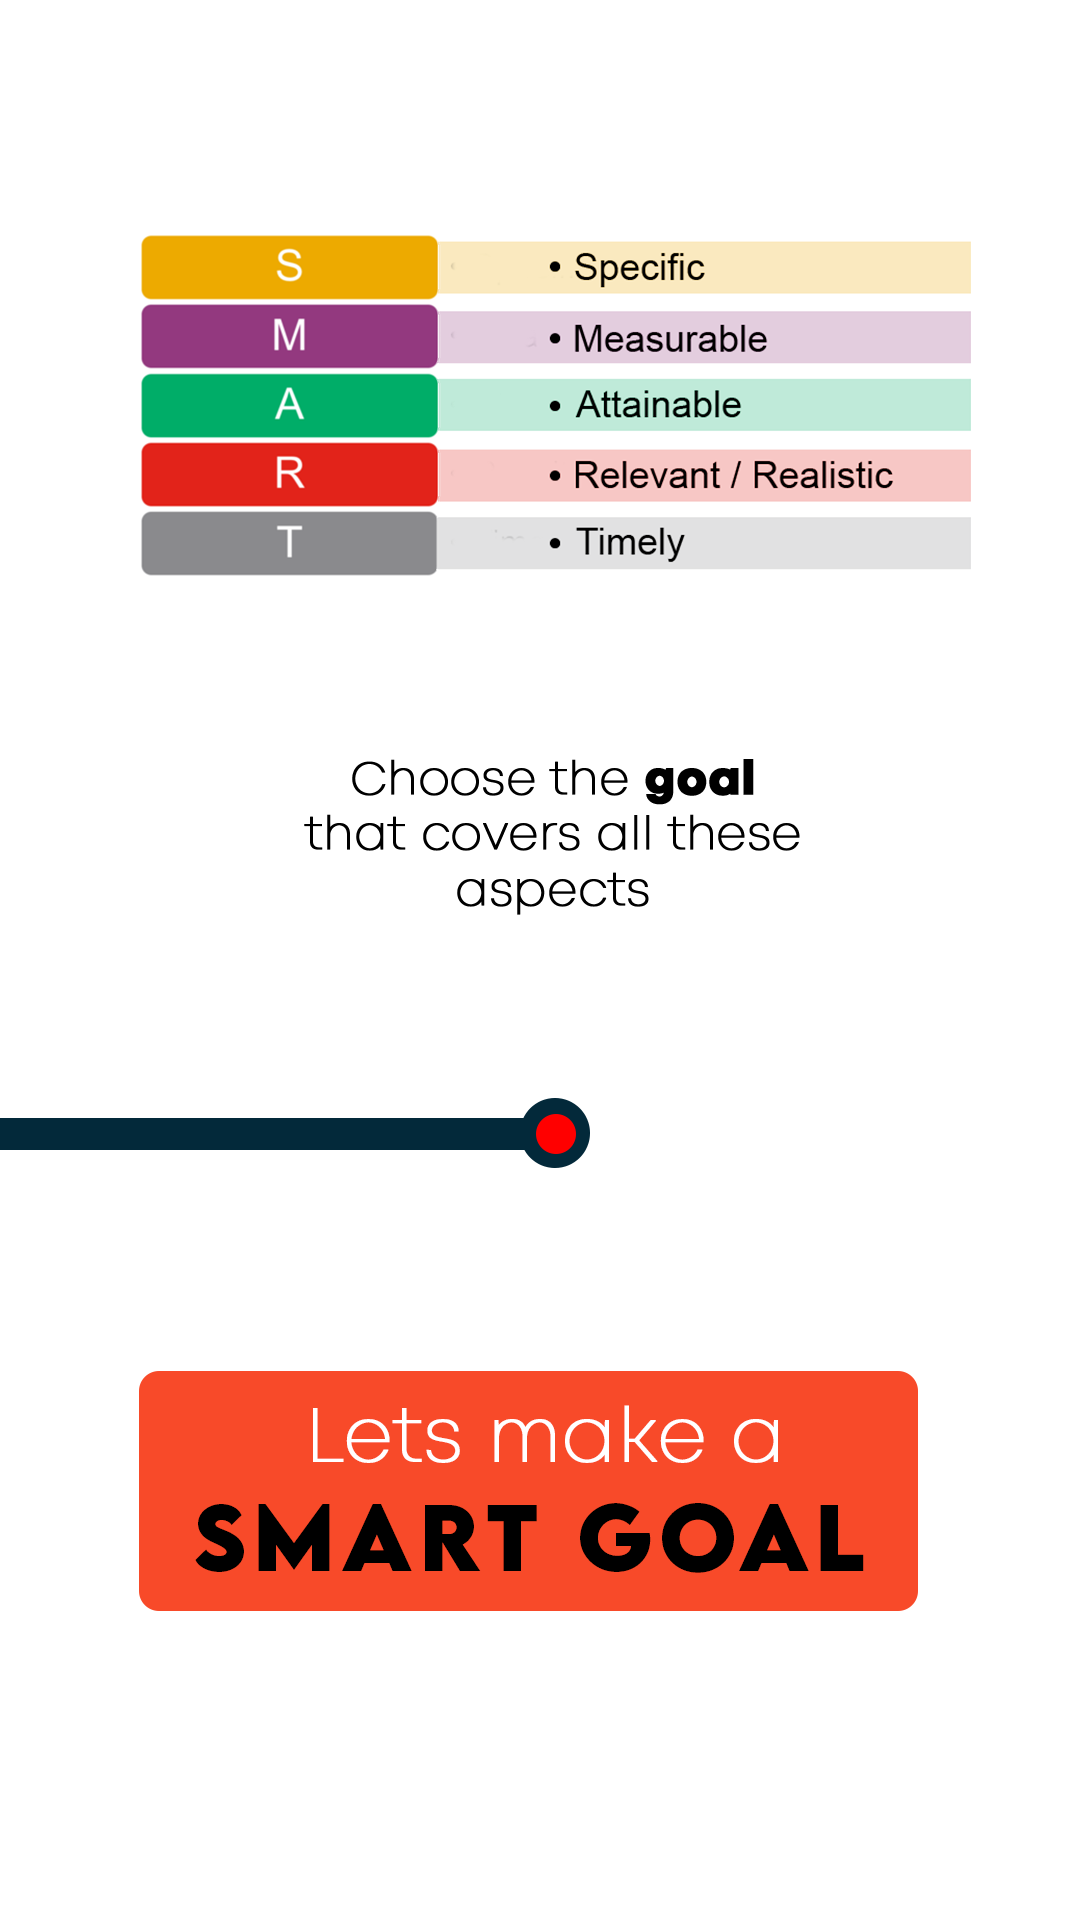 S • Specific
M • Measurable
A • Attainable
R • Relevant / Realistic
T • Timely
Choose the goal
that covers all these
aspects
Lets make a
SMART GOAL